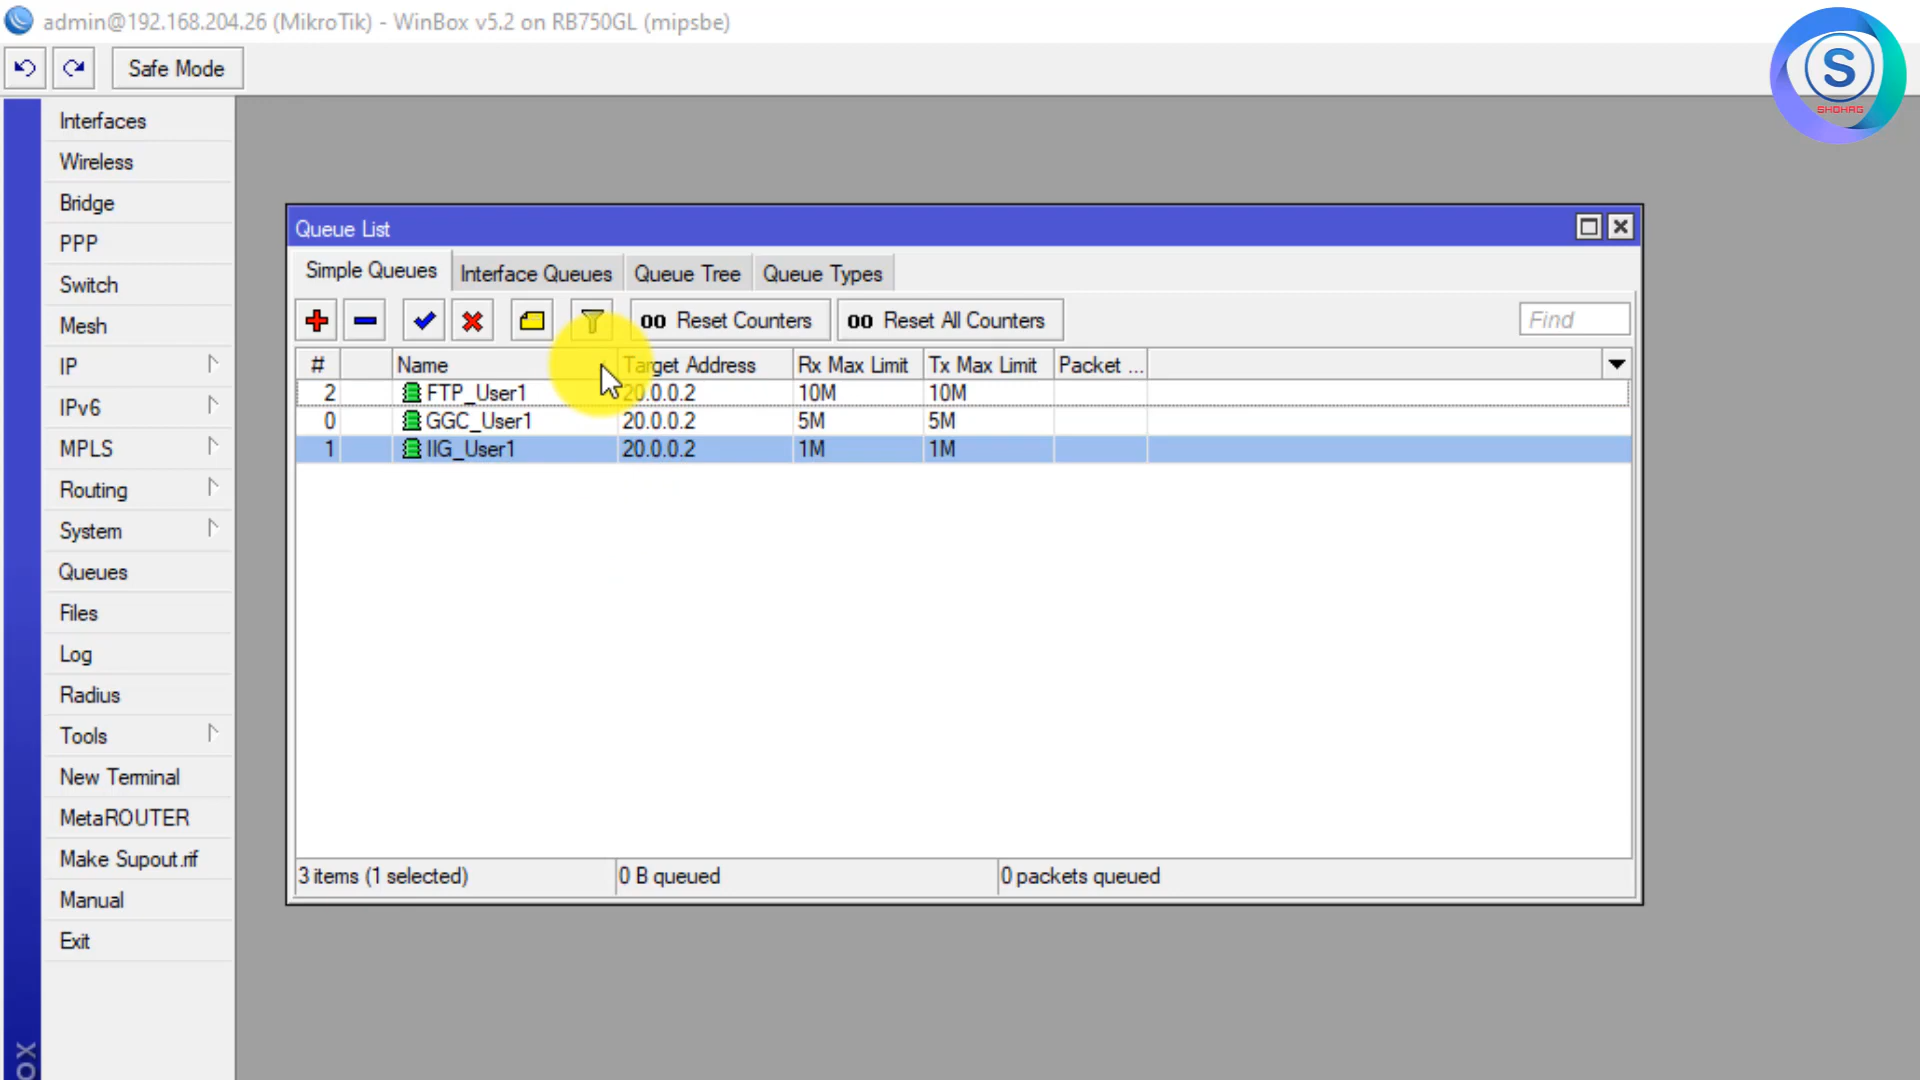 admin@192.168.204.26 (MikroTik) - WinBox v5.2 on RB750GL (mipsbe)
Safe Mode
S
SHOHAG
Interfaces
Wireless
Bridge
PPP
Switch
Mesh
IP
IPv6
MPLS
Routing
System
Queues
Files
Log
Radius
Tools
New Terminal
MetaROUTER
Make Supout.rif
Manual
Exit
OX
Queue List
Simple Queues Interface Queues Queue Tree Queue Types
00 Reset Counters 00 Reset All Counters Find
# Name Target Address Rx Max Limit Tx Max Limit Packet ...
2 FTP_User1 20.0.0.2 10M 10M
0 GGC_User1 20.0.0.2 5M 5M
1 IIG_User1 20.0.0.2 1M 1M
3 items (1 selected) 0 B queued 0 packets queued